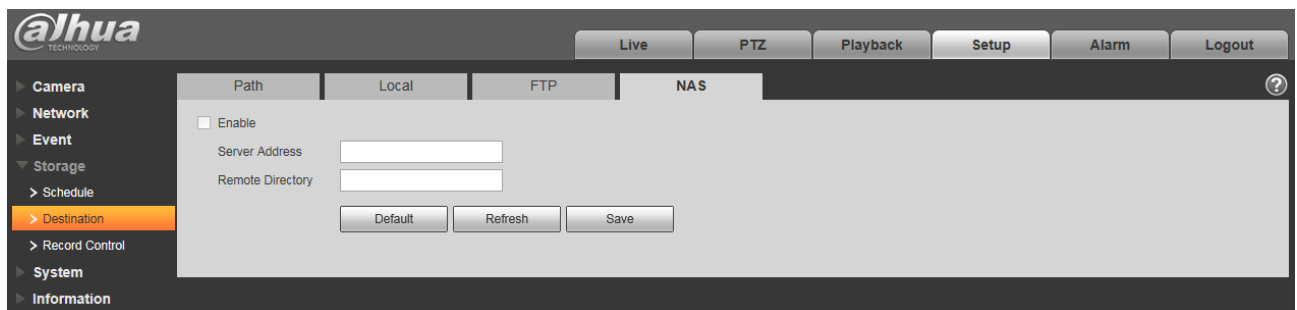 alhua
TECHNOLOGY
Live PTZ Playback Setup Alarm Logout
Camera
Network
Event
Storage
> Schedule
> Destination
> Record Control
System
Information
Path Local FTP NAS
?
Enable
Server Address
Remote Directory
Default Refresh Save